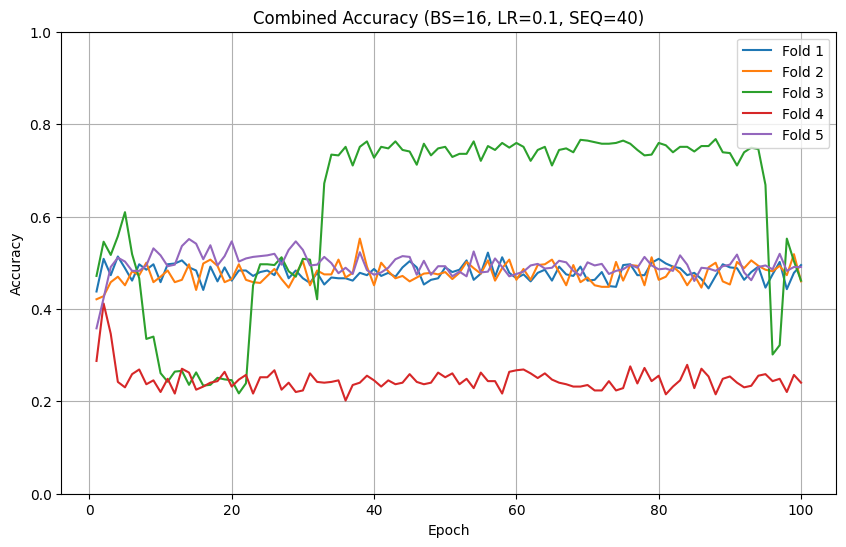 Combined Accuracy (BS=16, LR=0.1, SEQ=40)
Accuracy
1.0
0.8
0.6
0.4
0.2
0.0
Fold 1
Fold 2
Fold 3
Fold 4
Fold 5
0 20 40 60 80 100
Epoch